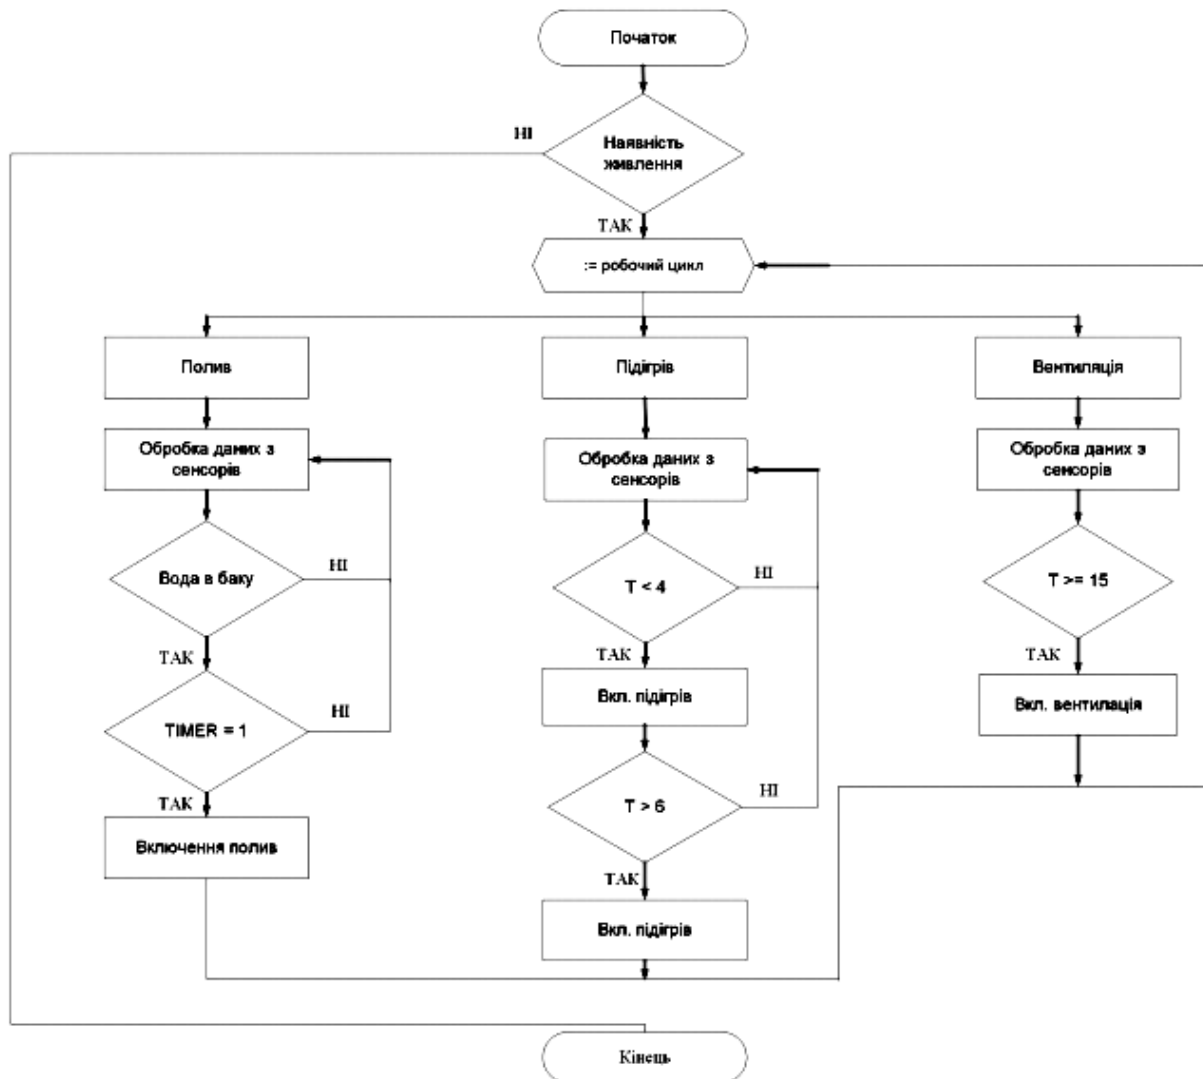 Початок
НІ
Наявність
живлення
ТАК
:= робочий цикл
Полив
Підігрів
Вентиляція
Обробка даних з
сенсорів
Обробка даних з
сенсорів
Обробка даних з
сенсорів
Вода в баку
НІ
T < 4
НІ
T >= 15
ТАК
ТАК
ТАК
Вкл. підігрів
Вкл. вентилація
TIMER = 1
НІ
T > 6
НІ
ТАК
Включення полив
ТАК
Вкл. підігрів
Кінець